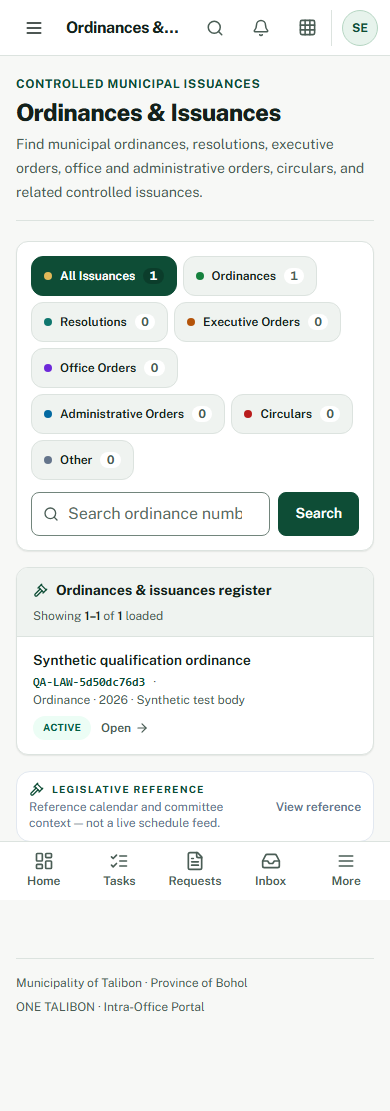 Ordinances &...
SE
CONTROLLED MUNICIPAL ISSUANCES
Ordinances & Issuances
Find municipal ordinances, resolutions, executive
orders, office and administrative orders, circulars, and
related controlled issuances.
All Issuances 1
Ordinances 1
Resolutions 0
Executive Orders 0
Office Orders 0
Administrative Orders 0
Circulars 0
Other 0
Search ordinance numb
Search
Ordinances & issuances register
Showing 1–1 of 1 loaded
Synthetic qualification ordinance
QA-LAW-5d50dc76d3 ·
Ordinance · 2026 · Synthetic test body
ACTIVE Open →
LEGISLATIVE REFERENCE
Reference calendar and committee
context — not a live schedule feed.
View reference
Home Tasks Requests Inbox More
Municipality of Talibon · Province of Bohol
ONE TALIBON · Intra-Office Portal